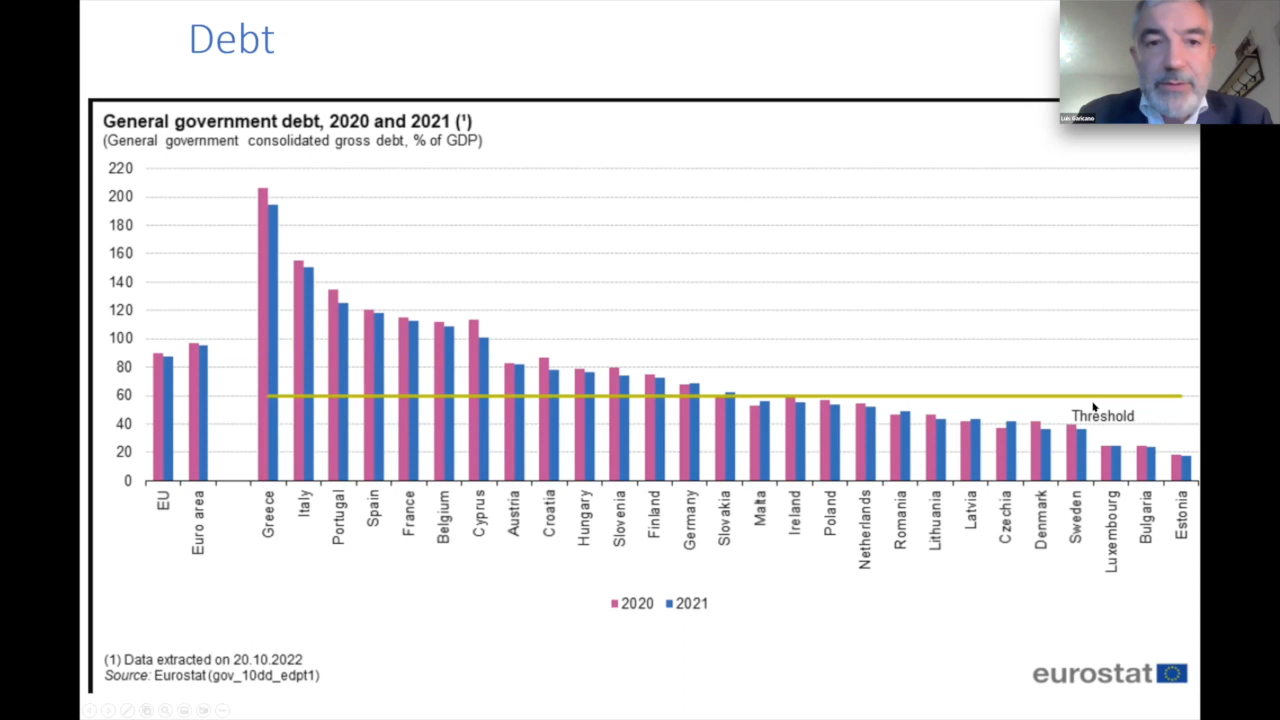 Debt
Luis Garicano
General government debt, 2020 and 2021 (¹)
(General government consolidated gross debt, % of GDP)
220
200
180
160
140
120
100
80
60
40
20
0
Threshold
EU
Euro area
Greece
Italy
Portugal
Spain
France
Belgium
Cyprus
Austria
Croatia
Hungary
Slovenia
Finland
Germany
Slovakia
Malta
Ireland
Poland
Netherlands
Romania
Lithuania
Latvia
Czechia
Denmark
Sweden
Luxembourg
Bulgaria
Estonia
2020 2021
(1) Data extracted on 20.10.2022
Source: Eurostat (gov_10dd_edpt1)
eurostat